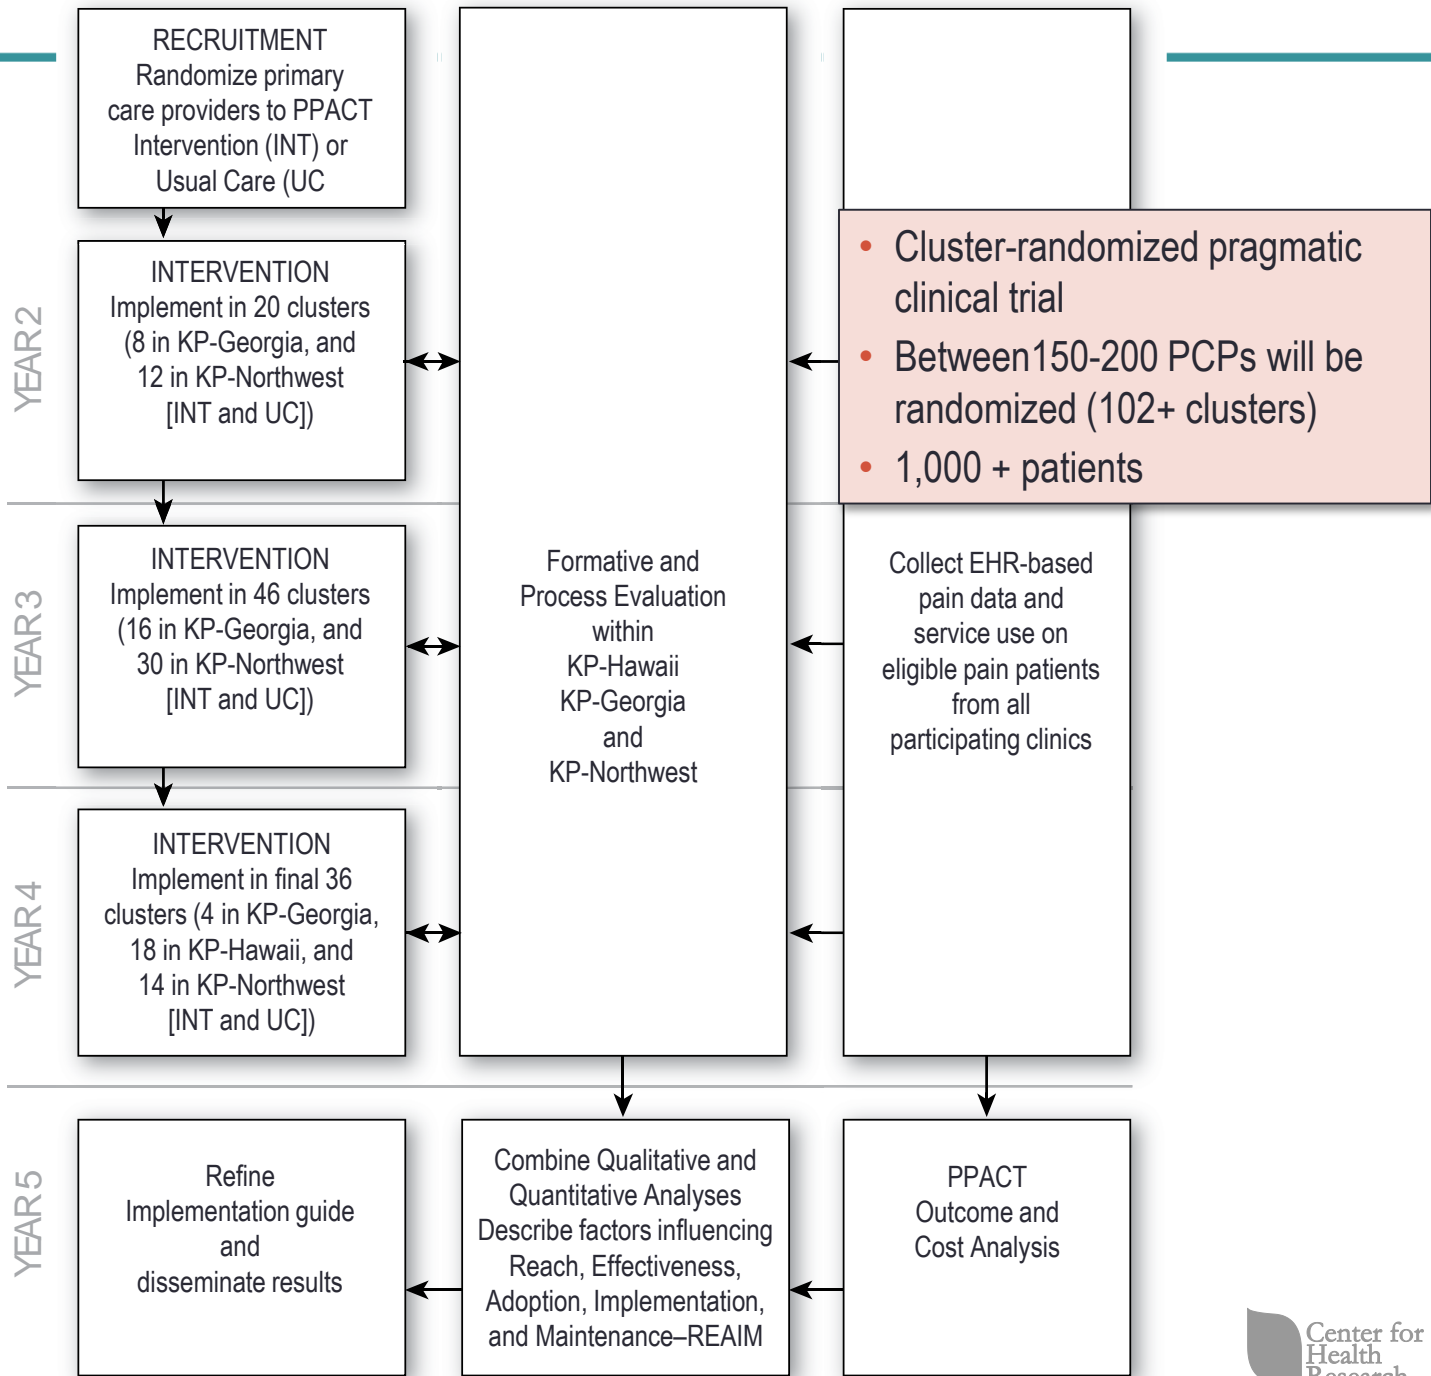 RECRUITMENT
Randomize primary
care providers to PPACT
Intervention (INT) or
Usual Care (UC
YEAR 2
INTERVENTION
Implement in 20 clusters
(8 in KP-Georgia, and
12 in KP-Northwest
[INT and UC])
• Cluster-randomized pragmatic
clinical trial
• Between150-200 PCPs will be
randomized (102+ clusters)
• 1,000 + patients
YEAR 3
INTERVENTION
Implement in 46 clusters
(16 in KP-Georgia, and
30 in KP-Northwest
[INT and UC])
Formative and
Process Evaluation
within
KP-Hawaii
KP-Georgia
and
KP-Northwest
Collect EHR-based
pain data and
service use on
eligible pain patients
from all
participating clinics
YEAR 4
INTERVENTION
Implement in final 36
clusters (4 in KP-Georgia,
18 in KP-Hawaii, and
14 in KP-Northwest
[INT and UC])
YEAR 5
Refine
Implementation guide
and
disseminate results
Combine Qualitative and
Quantitative Analyses
Describe factors influencing
Reach, Effectiveness,
Adoption, Implementation,
and Maintenance–REAIM
PPACT
Outcome and
Cost Analysis
Center for
Health
Research